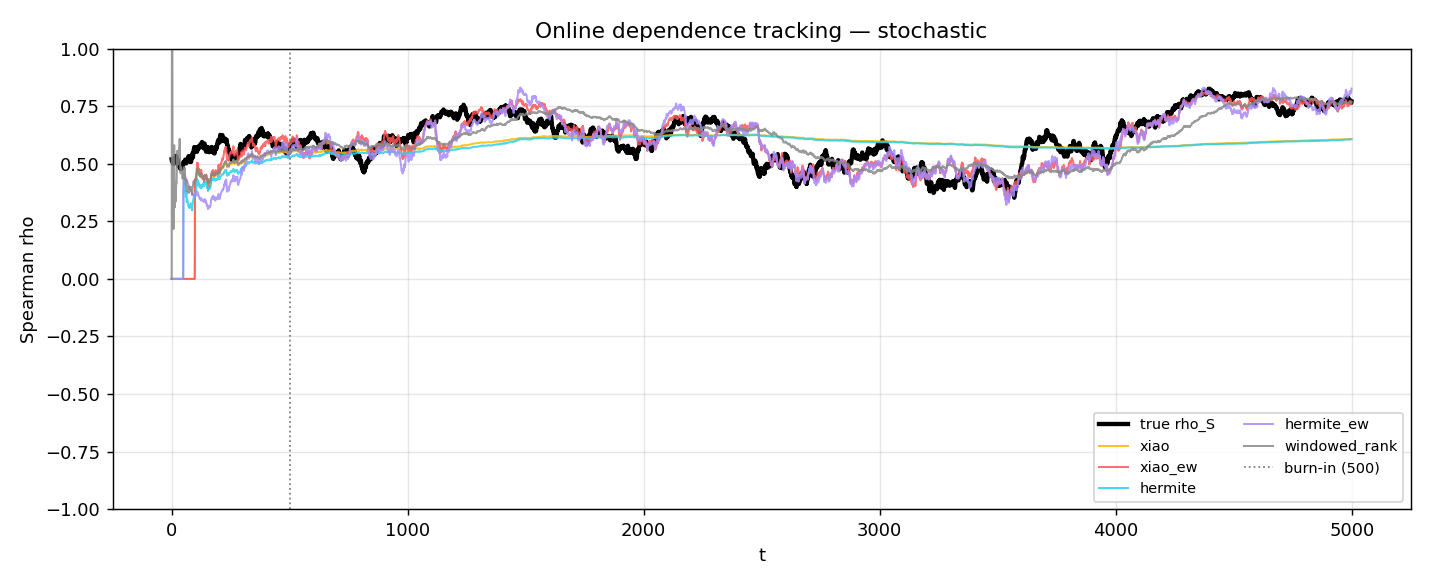 Online dependence tracking — stochastic
1.00
0.75
0.50
0.25
0.00
−0.25
−0.50
−0.75
−1.00
Spearman rho
0 1000 2000 3000 4000 5000
t
true rho_S
xiao
xiao_ew
hermite
hermite_ew
windowed_rank
burn-in (500)